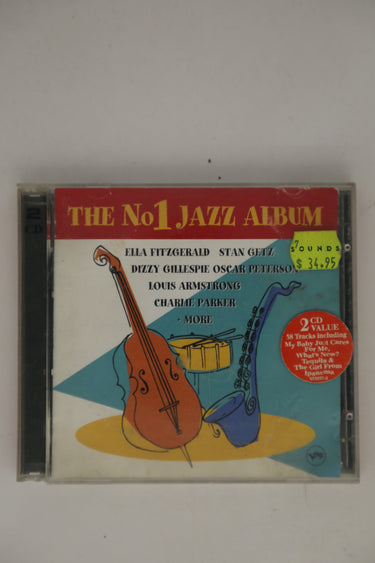 2
CD
THE No1 JAZZ ALBUM
SOUNDS
$ 34.95
ELLA FITZGERALD STAN GETZ
DIZZY GILLESPIE OSCAR PETERSON
LOUIS ARMSTRONG
CHARLIE PARKER
· MORE
2 CD
VALUE
38 Tracks including
My Baby Just Cares
For Me,
What's New?
Tequila &
The Girl From
Ipanema